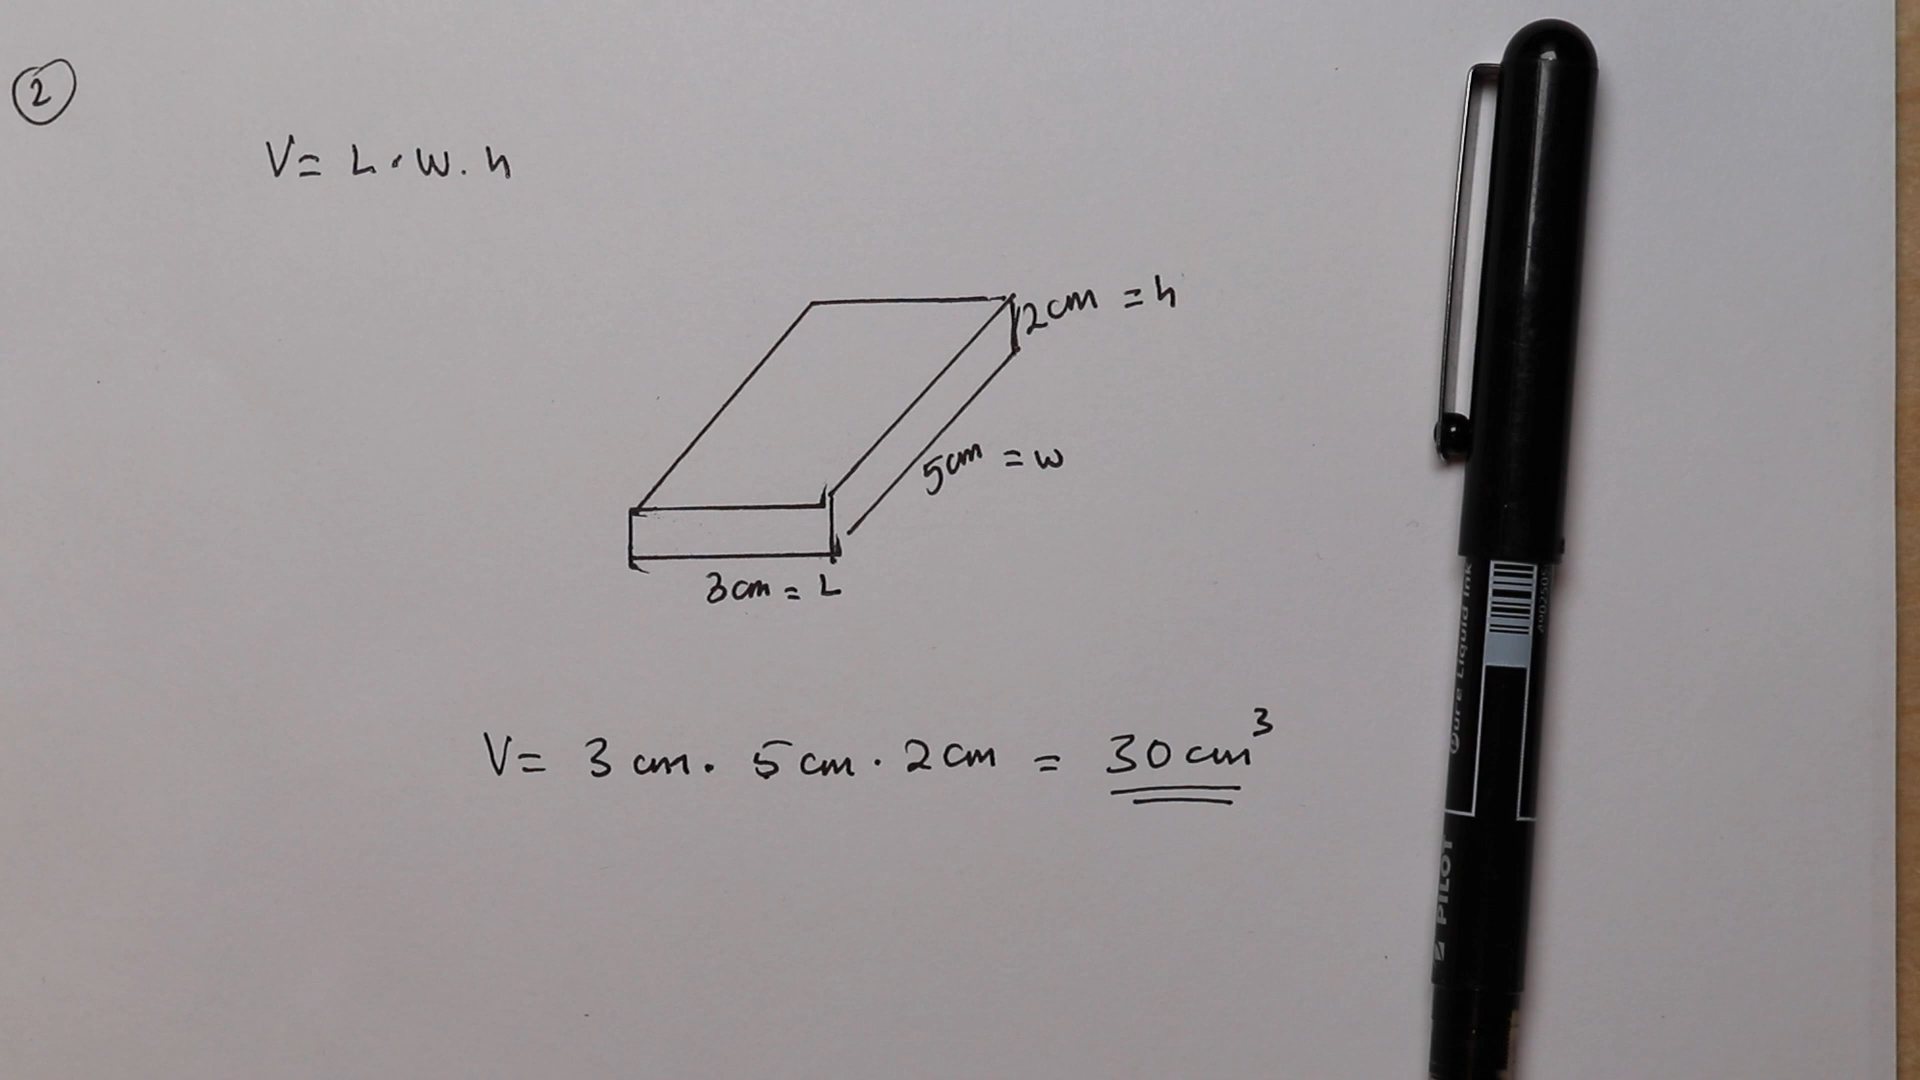 2
V = L · W · h
2cm = h
5cm = w
3cm = L
V = 3 cm · 5 cm · 2 cm = 30 cm³
Pure Liquid Ink
PILOT